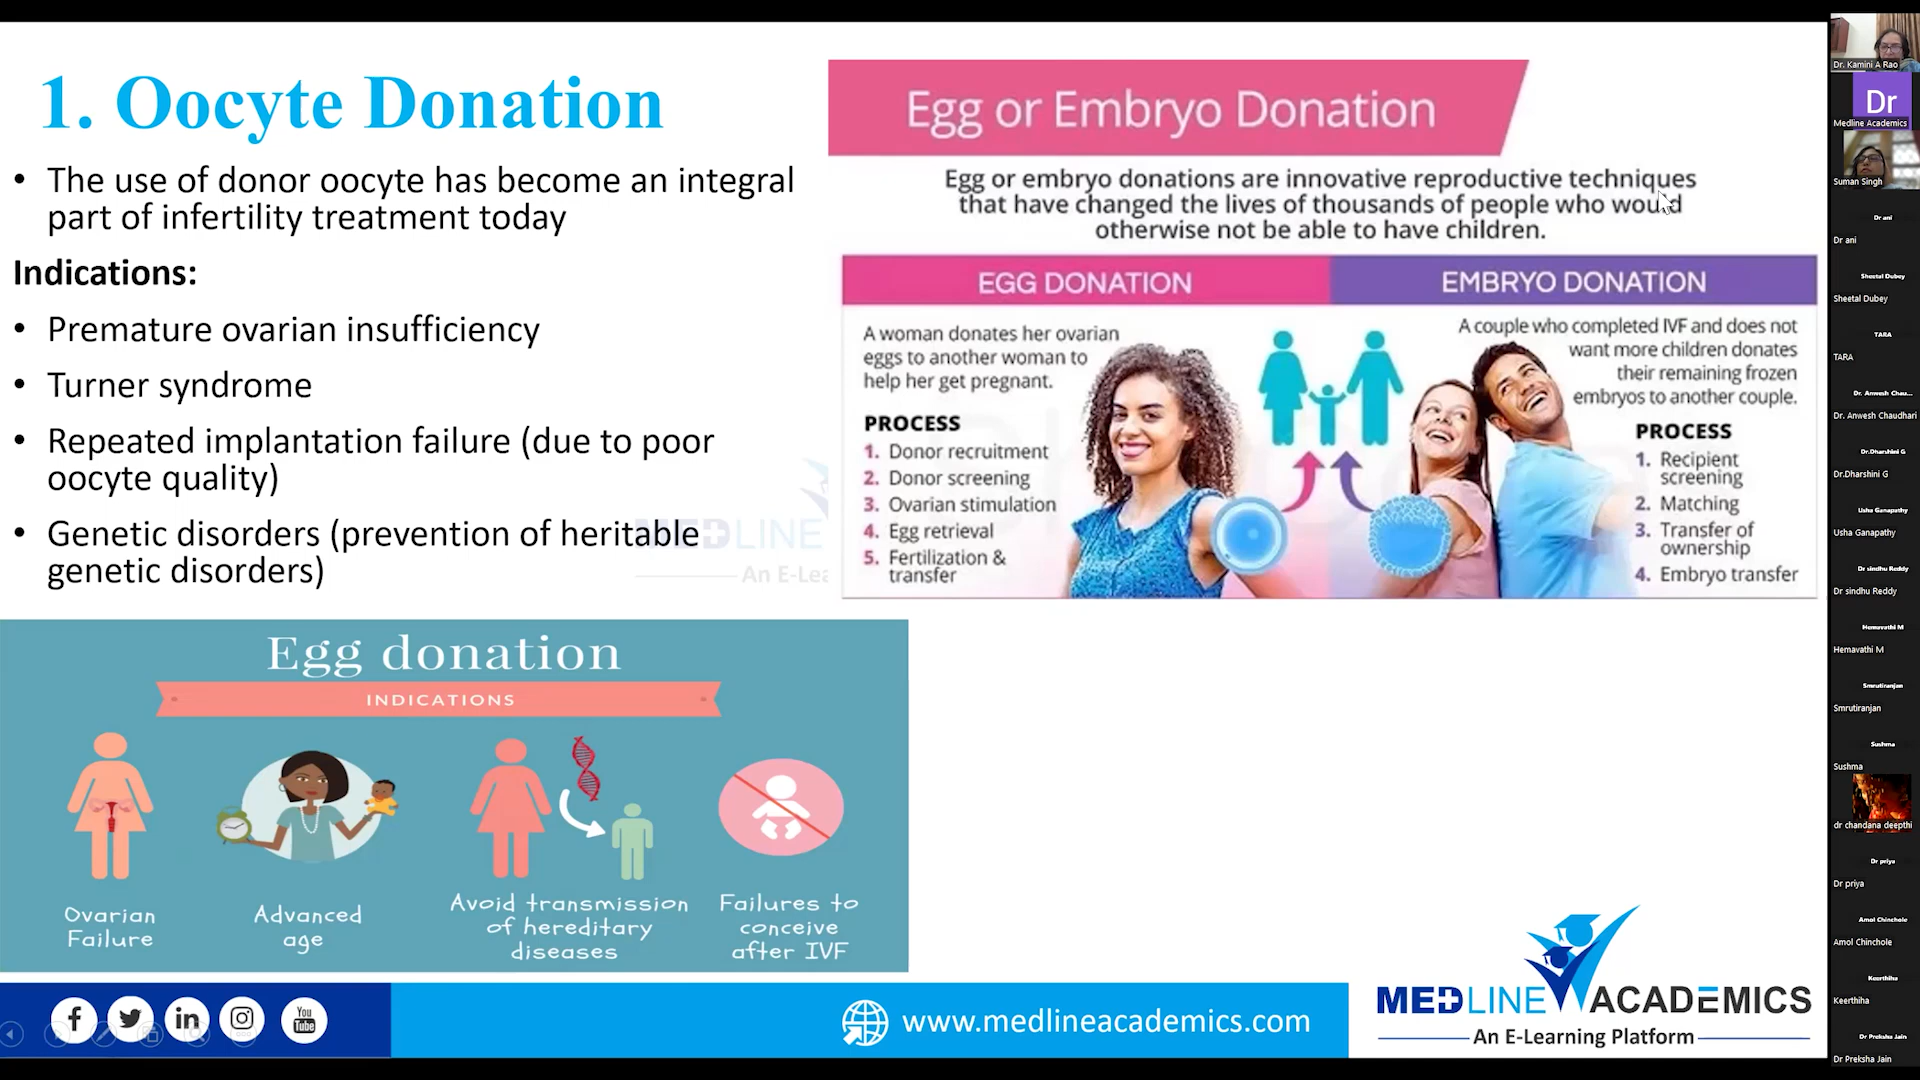 1. Oocyte Donation
• The use of donor oocyte has become an integral
part of infertility treatment today
Indications:
• Premature ovarian insufficiency
• Turner syndrome
• Repeated implantation failure (due to poor
oocyte quality)
• Genetic disorders (prevention of heritable
genetic disorders)
MEDLINE
An E-Lea
Egg or Embryo Donation
Egg or embryo donations are innovative reproductive techniques
that have changed the lives of thousands of people who would
otherwise not be able to have children.
EGG DONATION
A woman donates her ovarian
eggs to another woman to
help her get pregnant.
PROCESS
1. Donor recruitment
2. Donor screening
3. Ovarian stimulation
4. Egg retrieval
5. Fertilization &
transfer
EMBRYO DONATION
A couple who completed IVF and does not
want more children donates
their remaining frozen
embryos to another couple.
PROCESS
1. Recipient
screening
2. Matching
3. Transfer of
ownership
4. Embryo transfer
Egg donation
INDICATIONS
Ovarian
Failure
Advanced
age
Avoid transmission
of hereditary
diseases
Failures to
conceive
after IVF
You
Tube
www.medlineacademics.com
MEDLINE ACADEMICS
An E-Learning Platform
Dr. Kamini A Rao
Dr
Medline Academics
Suman Singh
Dr ani
Dr ani
Sheetal Dubey
Sheetal Dubey
TARA
TARA
Dr. Anwesh Chau...
Dr. Anwesh Chaudhari
Dr.Dharshini G
Dr.Dharshini G
Usha Ganapathy
Usha Ganapathy
Dr sindhu Reddy
Dr sindhu Reddy
Hemavathi M
Hemavathi M
Smrutiranjan
Smrutiranjan
Sushma
Sushma
dr chandana deepthi
Dr priya
Dr priya
Amol Chinchole
Amol Chinchole
Keerthiha
Keerthiha
Dr Preksha Jain
Dr Preksha Jain